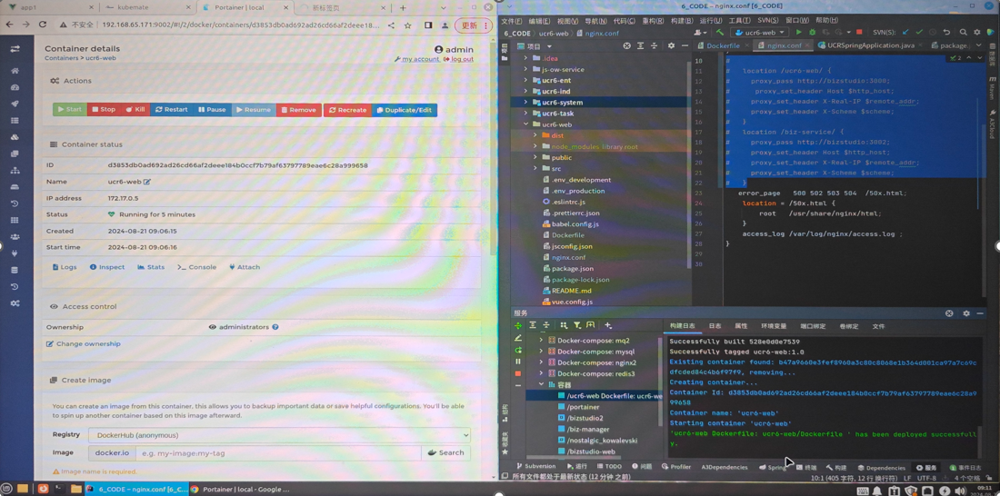 app1
kubemate
Portainer | local
新标签页
不安全
192.168.65.171:9002/#!/2/docker/containers/d3853db0ad692ad26cd66af2deee1...
更新
Container details
Containers > ucr6-web
admin
my account
log out
Actions
Start
Stop
Kill
Restart
Pause
Resume
Remove
Recreate
Duplicate/Edit
Container status
ID d3853db0ad692ad26cd66af2deee184b0ccf7b79af63797789eae6c28a999658
Name ucr6-web
IP address 172.17.0.5
Status Running for 5 minutes
Created 2024-08-21 09:06:15
Start time 2024-08-21 09:06:16
Logs
Inspect
Stats
Console
Attach
Access control
Ownership administrators
Change ownership
Create image
You can create an image from this container, this allows you to backup important data or save helpful configurations. You'll be
able to spin up another container based on this image afterward.
Registry DockerHub (anonymous)
Image docker.io e.g. my-image:my-tag Search
Image name is required.
6_CODE – nginx.conf [6_CODE]
文件(F) 编辑(E) 视图(V) 导航(N) 代码(C) 重构(R) 构建(B) 运行(U) 工具(T) SVN(S) 窗口(W) 帮助(H)
6_CODE ucr6-web nginx.conf
ucr6-web
SVN(S):
项目
Dockerfile
nginx.conf
UCRSpringApplication.java
package.
.idea
js-ow-service
ucr6-ent
ucr6-ind
ucr6-system
ucr6-task
ucr6-web
dist
node_modules library root
public
src
.env_development
.env_production
.eslintrc.js
.prettierrc.json
babel.config.js
Dockerfile
jsconfig.json
nginx.conf
package.json
package-lock.json
README.md
vue.config.js
10 #
11 # location /ucr6-web/ {
12 # proxy_pass http://bizstudio:3000;
13 # proxy_set_header Host $http_host;
14 # proxy_set_header X-Real-IP $remote_addr;
15 # proxy_set_header X-Scheme $scheme;
16 # }
17 # location /biz-service/ {
18 # proxy_pass http://bizstudio:3002;
19 # proxy_set_header Host $http_host;
20 # proxy_set_header X-Real-IP $remote_addr;
21 # proxy_set_header X-Scheme $scheme;
22 # }
23 error_page 500 502 503 504 /50x.html;
24 location = /50x.html {
25 root /usr/share/nginx/html;
26 }
27 access_log /var/log/nginx/access.log ;
28 }
29
30
Maven
服务
构建日志 日志 属性 环境变量 端口绑定 卷绑定 文件
Docker-compose: mq2
Docker-compose: mysql
Docker-compose: nginx2
Docker-compose: redis3
容器
/ucr6-web Dockerfile: ucr6-we
/portainer
/bizstudio2
/biz-manager
/nostalgic_kowalevski
/bizstudio-web
Successfully built 528e0d0e7539
Successfully tagged ucr6-web:1.0
Existing container found: b47a9660e3fef8960a3c80c8068e1b364d001ca97a7c69c
dfcded84c4b6f97f9, removing...
Creating container...
Container Id: d3853db0ad692ad26cd66af2deee184b0ccf7b79af63797789eae6c28a9
99658
Container name: 'ucr6-web'
Starting container 'ucr6-web'
'ucr6-web Dockerfile: ucr6-web/Dockerfile ' has been deployed successfull
y.
Subversion 运行 TODO 问题 Profiler A3Dependencies Spring 终端 构建 Dependencies 服务 事件日志
所有文件都处于最新状态 (12 分钟 之前)
10:1 (405 字符, 12 行 换行符) LF UTF-8 4 个空格
6_CODE – nginx.conf [6_C...
Portainer | local - Google ...
09:11